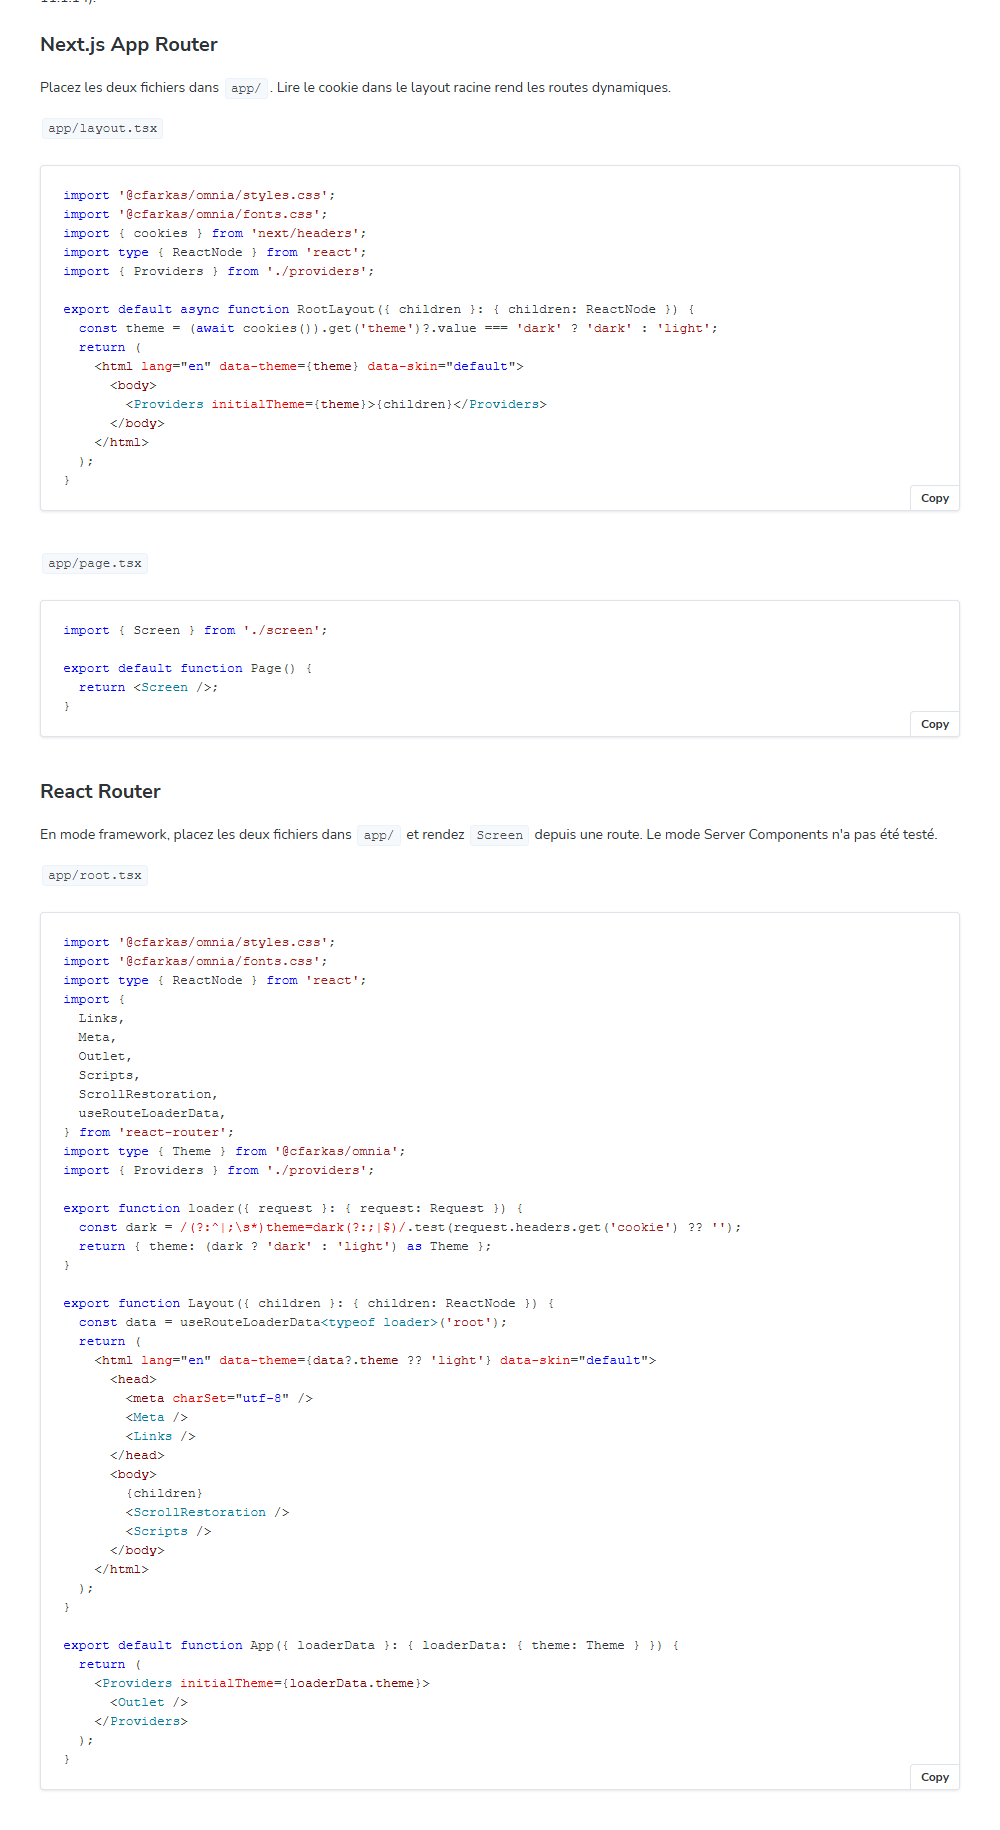 Next.js App Router
Placez les deux fichiers dans app/ . Lire le cookie dans le layout racine rend les routes dynamiques.
app/layout.tsx
import '@cfarkas/omnia/styles.css';
import '@cfarkas/omnia/fonts.css';
import { cookies } from 'next/headers';
import type { ReactNode } from 'react';
import { Providers } from './providers';

export default async function RootLayout({ children }: { children: ReactNode }) {
  const theme = (await cookies()).get('theme')?.value === 'dark' ? 'dark' : 'light';
  return (
    <html lang="en" data-theme={theme} data-skin="default">
      <body>
        <Providers initialTheme={theme}>{children}</Providers>
      </body>
    </html>
  );
}
Copy
app/page.tsx
import { Screen } from './screen';

export default function Page() {
  return <Screen />;
}
Copy
React Router
En mode framework, placez les deux fichiers dans app/ et rendez Screen depuis une route. Le mode Server Components n'a pas été testé.
app/root.tsx
import '@cfarkas/omnia/styles.css';
import '@cfarkas/omnia/fonts.css';
import type { ReactNode } from 'react';
import {
  Links,
  Meta,
  Outlet,
  Scripts,
  ScrollRestoration,
  useRouteLoaderData,
} from 'react-router';
import type { Theme } from '@cfarkas/omnia';
import { Providers } from './providers';

export function loader({ request }: { request: Request }) {
  const dark = /(?:^|;\s*)theme=dark(?:;|$)/.test(request.headers.get('cookie') ?? '');
  return { theme: (dark ? 'dark' : 'light') as Theme };
}

export function Layout({ children }: { children: ReactNode }) {
  const data = useRouteLoaderData<typeof loader>('root');
  return (
    <html lang="en" data-theme={data?.theme ?? 'light'} data-skin="default">
      <head>
        <meta charSet="utf-8" />
        <Meta />
        <Links />
      </head>
      <body>
        {children}
        <ScrollRestoration />
        <Scripts />
      </body>
    </html>
  );
}

export default function App({ loaderData }: { loaderData: { theme: Theme } }) {
  return (
    <Providers initialTheme={loaderData.theme}>
      <Outlet />
    </Providers>
  );
}
Copy